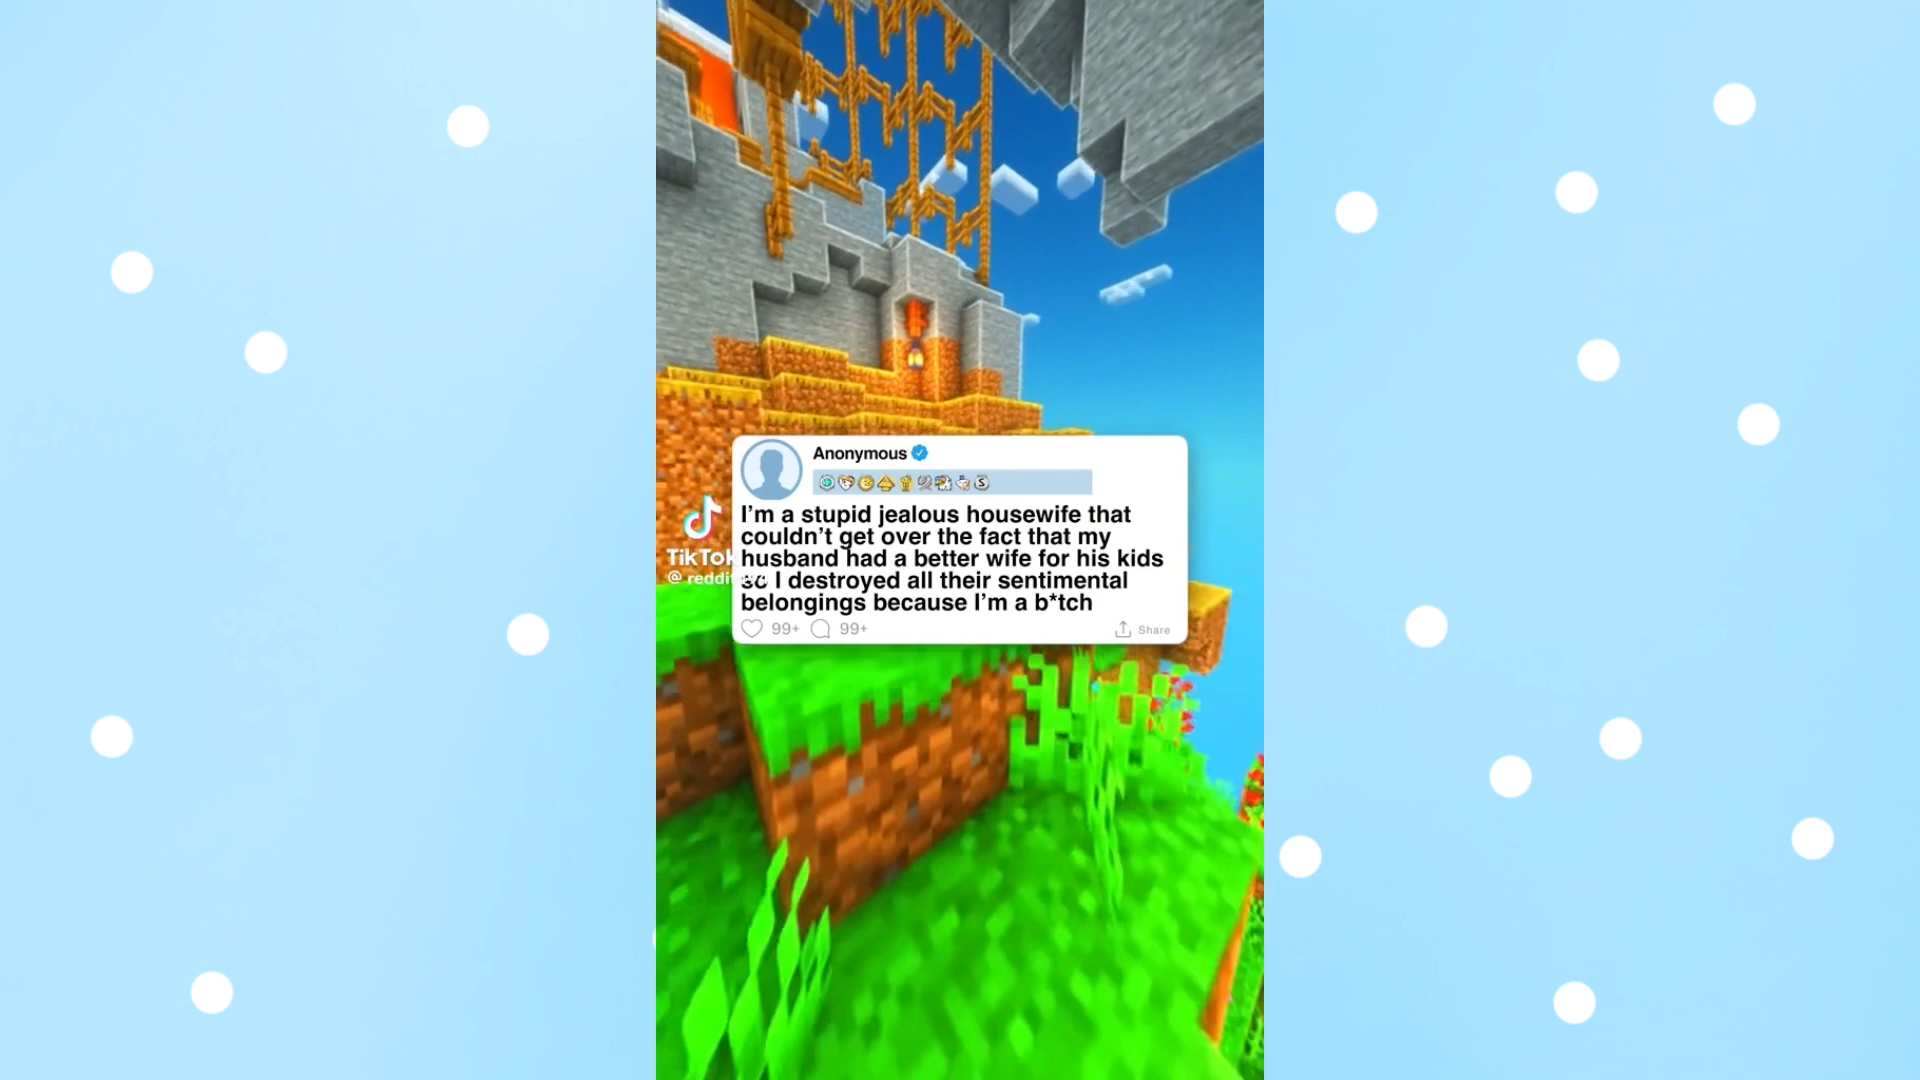 Anonymous
I'm a stupid jealous housewife that
couldn't get over the fact that my
husband had a better wife for his kids
so I destroyed all their sentimental
belongings because I'm a b*tch
99+ 99+ Share
TikTok